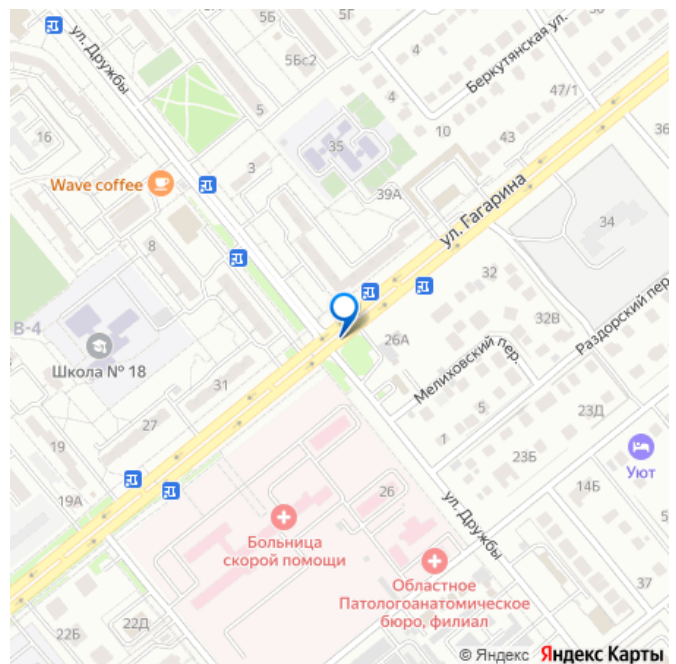 5Б
5Г
38
ул. Дружбы
4
Беркутянская ул.
5Бс2
47/1
4
5
16
10
43
36
35
3
Wave coffee
39А
ул. Гагарина
34
8
32
В-4
32В
Раздорский пер.
26А
Школа № 18
Мелиховский пер.
31
5
23Д
27
1
19
23Б
Уют
19А
26
14Б
ул. Дружбы
5
Больница
скорой помощи
Областное
Патологоанатомическое
бюро, филиал
37
22Д
22Б
© Яндекс Яндекс Карты